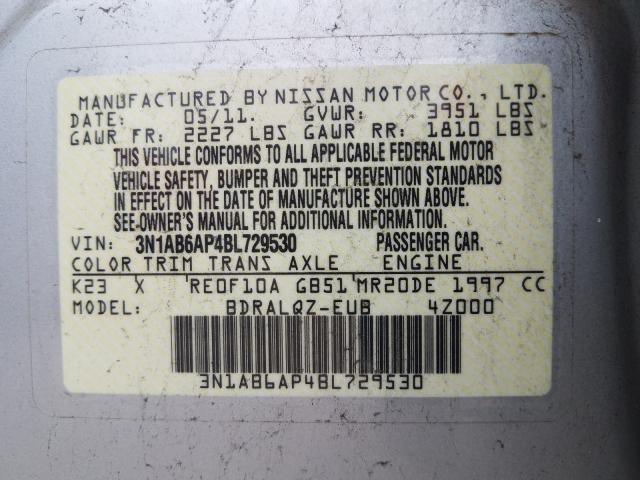 MANUFACTURED BY NISSAN MOTOR CO., LTD.
DATE: 05/11. GVWR: 3951 LBS
GAWR FR: 2227 LBS GAWR RR: 1810 LBS
THIS VEHICLE CONFORMS TO ALL APPLICABLE FEDERAL MOTOR
VEHICLE SAFETY, BUMPER AND THEFT PREVENTION STANDARDS
IN EFFECT ON THE DATE OF MANUFACTURE SHOWN ABOVE.
SEE-OWNER'S MANUAL FOR ADDITIONAL INFORMATION.
VIN: 3N1AB6AP4BL729530 PASSENGER CAR.
COLOR TRIM TRANS AXLE ENGINE
K23 X RE0F10A GB51 MR20DE 1997 CC
MODEL: BDRALQZ-EUB 4Z000
3N1AB6AP4BL729530